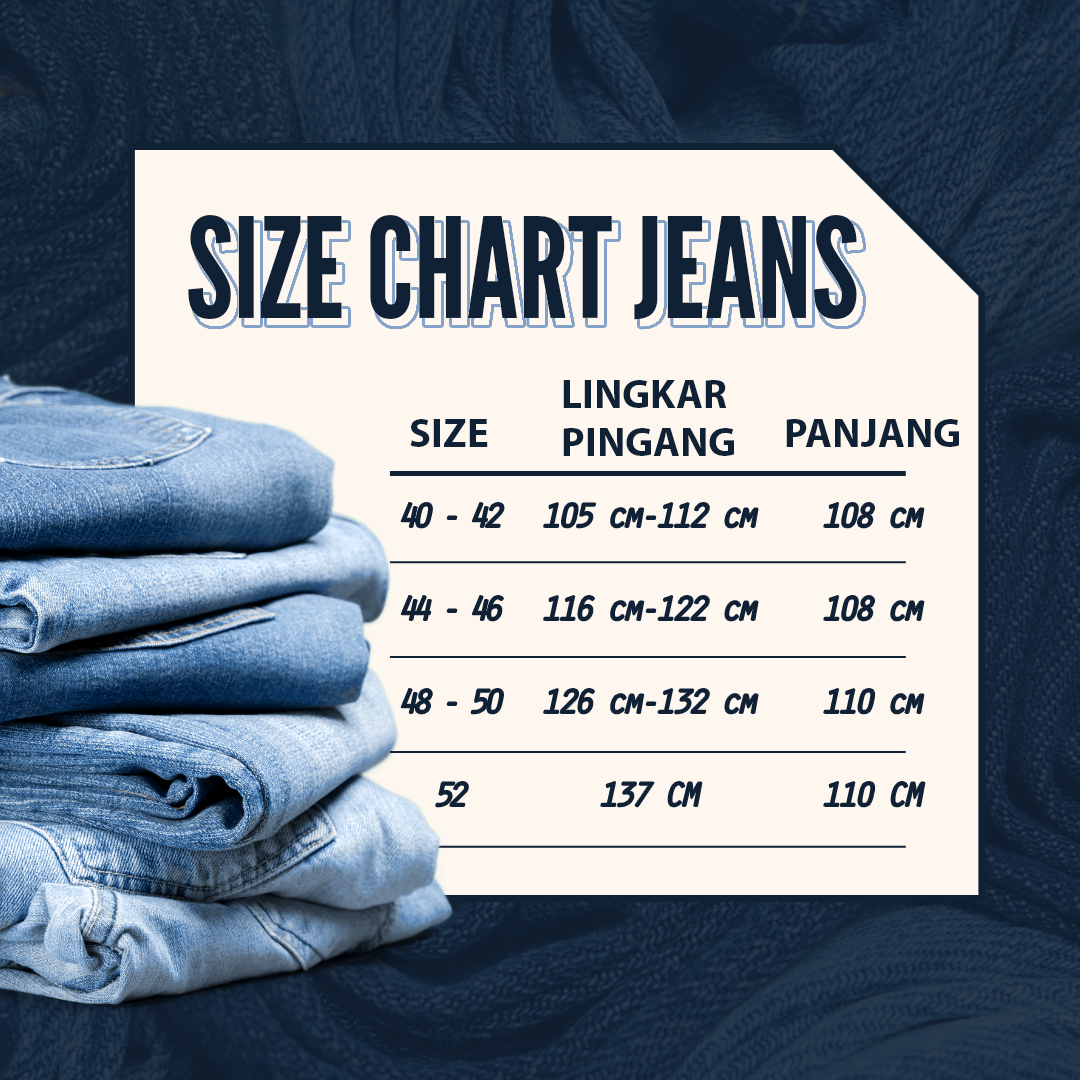 SIZE CHART JEANS
SIZE LINGKAR PINGANG PANJANG
40 - 42 105 CM-112 CM 108 CM
44 - 46 116 CM-122 CM 108 CM
48 - 50 126 CM-132 CM 110 CM
52 137 CM 110 CM